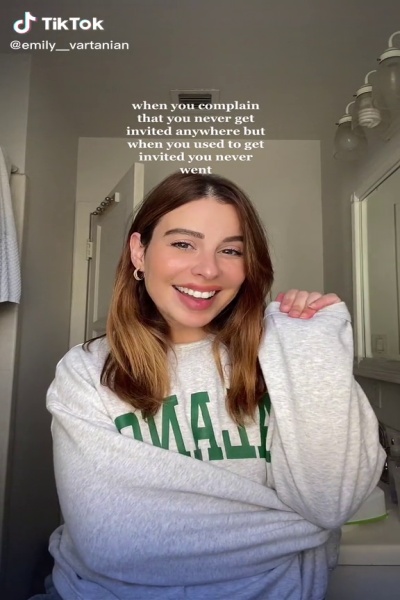 TikTok
@emily__vartanian
when you complain
that you never get
invited anywhere but
when you used to get
invited you never
went